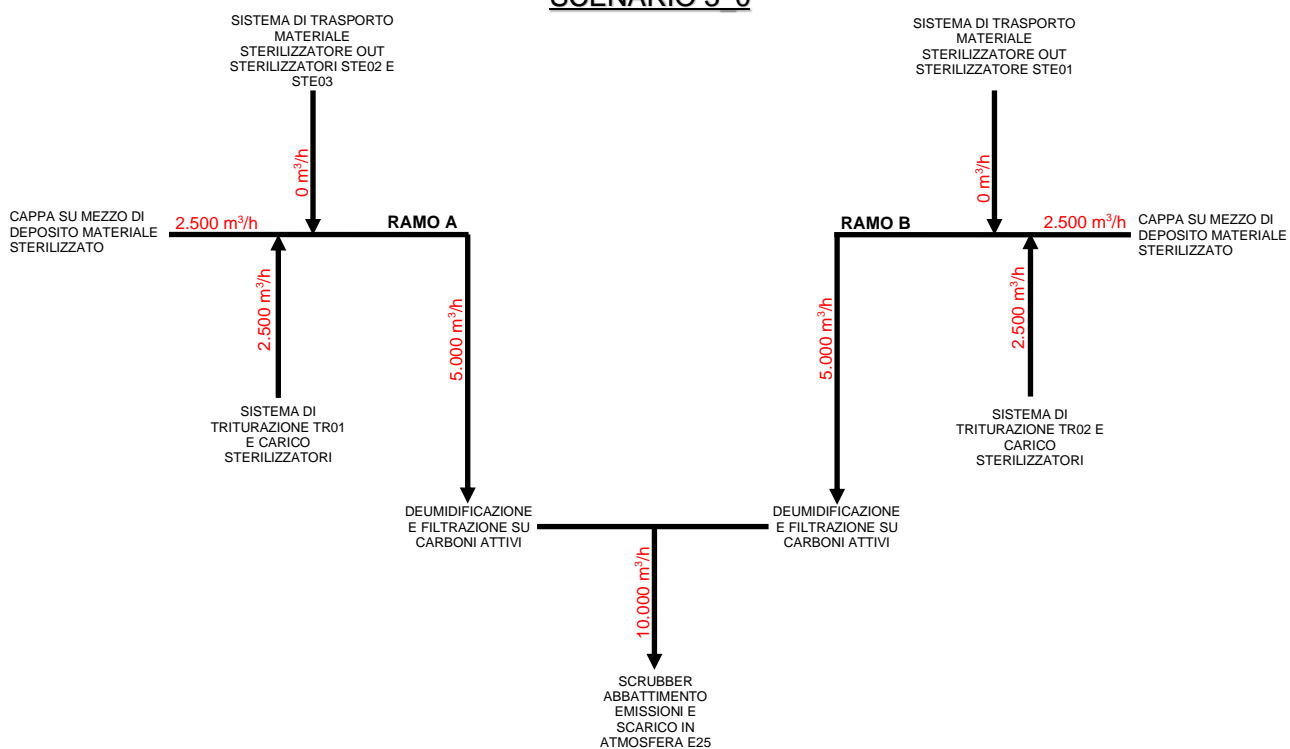 SCENARIO 3_6
SISTEMA DI TRASPORTO
MATERIALE
STERILIZZATORE OUT
STERILIZZATORI STE02 E
STE03
SISTEMA DI TRASPORTO
MATERIALE
STERILIZZATORE OUT
STERILIZZATORE STE01
0 m³/h
0 m³/h
CAPPA SU MEZZO DI
DEPOSITO MATERIALE
STERILIZZATO
2.500 m³/h
RAMO A
RAMO B
2.500 m³/h
CAPPA SU MEZZO DI
DEPOSITO MATERIALE
STERILIZZATO
2.500 m³/h
5.000 m³/h
5.000 m³/h
2.500 m³/h
SISTEMA DI
TRITURAZIONE TR01
E CARICO
STERILIZZATORI
SISTEMA DI
TRITURAZIONE TR02 E
CARICO
STERILIZZATORI
DEUMIDIFICAZIONE
E FILTRAZIONE SU
CARBONI ATTIVI
DEUMIDIFICAZIONE
E FILTRAZIONE SU
CARBONI ATTIVI
10.000 m³/h
SCRUBBER
ABBATTIMENTO
EMISSIONI E
SCARICO IN
ATMOSFERA E25